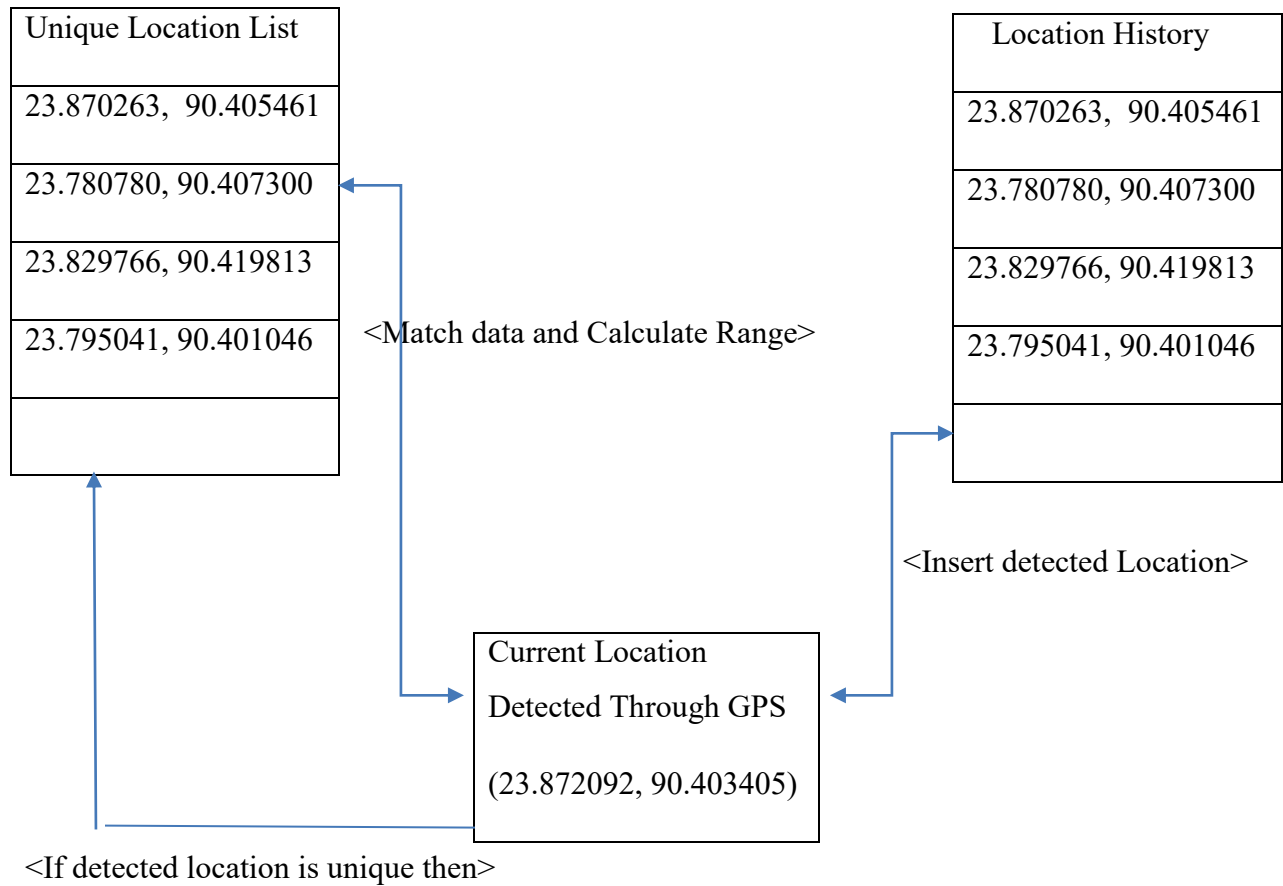 Unique Location List
23.870263, 90.405461
23.780780, 90.407300
23.829766, 90.419813
23.795041, 90.401046
Location History
23.870263, 90.405461
23.780780, 90.407300
23.829766, 90.419813
23.795041, 90.401046
<Match data and Calculate Range>
<Insert detected Location>
Current Location
Detected Through GPS
(23.872092, 90.403405)
<If detected location is unique then>